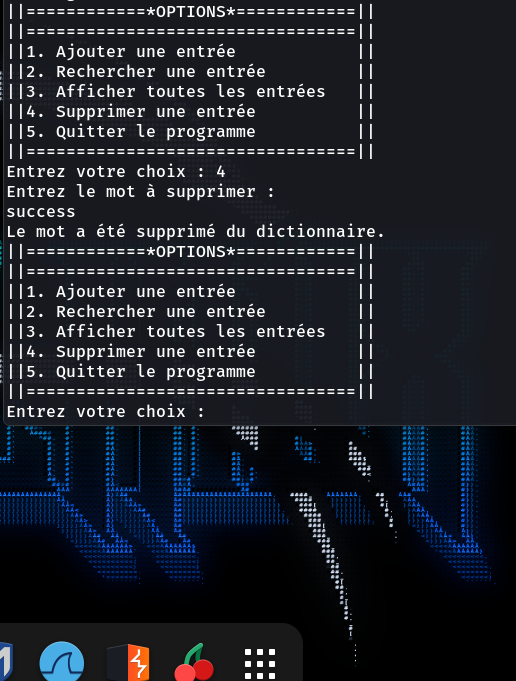 ||============*OPTIONS*============||
||=================================||
||1. Ajouter une entrée            ||
||2. Rechercher une entrée         ||
||3. Afficher toutes les entrées   ||
||4. Supprimer une entrée          ||
||5. Quitter le programme          ||
||=================================||
Entrez votre choix : 4
Entrez le mot à supprimer :
success
Le mot a été supprimé du dictionnaire.
||============*OPTIONS*============||
||=================================||
||1. Ajouter une entrée            ||
||2. Rechercher une entrée         ||
||3. Afficher toutes les entrées   ||
||4. Supprimer une entrée          ||
||5. Quitter le programme          ||
||=================================||
Entrez votre choix :